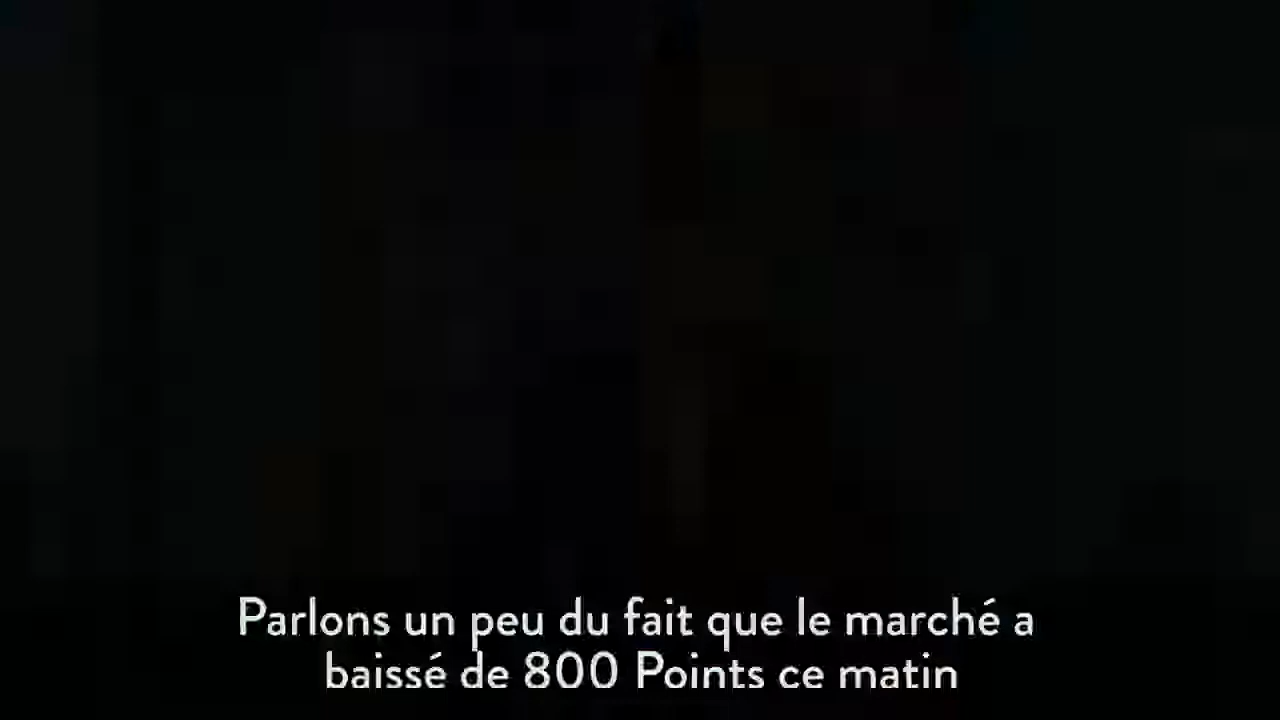 Parlons un peu du fait que le marché a
baissé de 800 Points ce matin